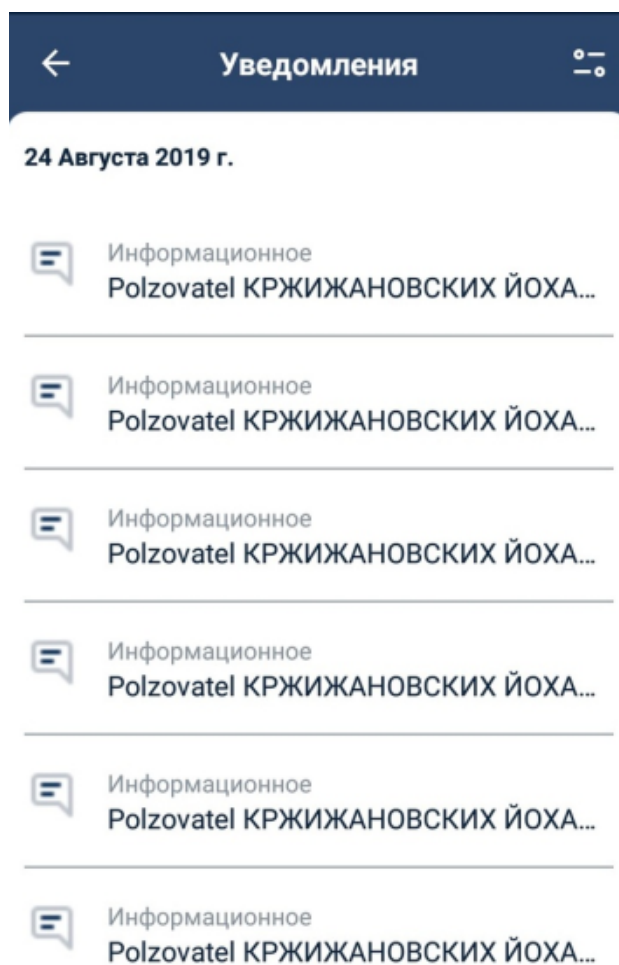 Уведомления
24 Августа 2019 г.
Информационное
Polzovatel КРЖИЖАНОВСКИХ ЙОХА...
Информационное
Polzovatel КРЖИЖАНОВСКИХ ЙОХА...
Информационное
Polzovatel КРЖИЖАНОВСКИХ ЙОХА...
Информационное
Polzovatel КРЖИЖАНОВСКИХ ЙОХА...
Информационное
Polzovatel КРЖИЖАНОВСКИХ ЙОХА...
Информационное
Polzovatel КРЖИЖАНОВСКИХ ЙОХА...